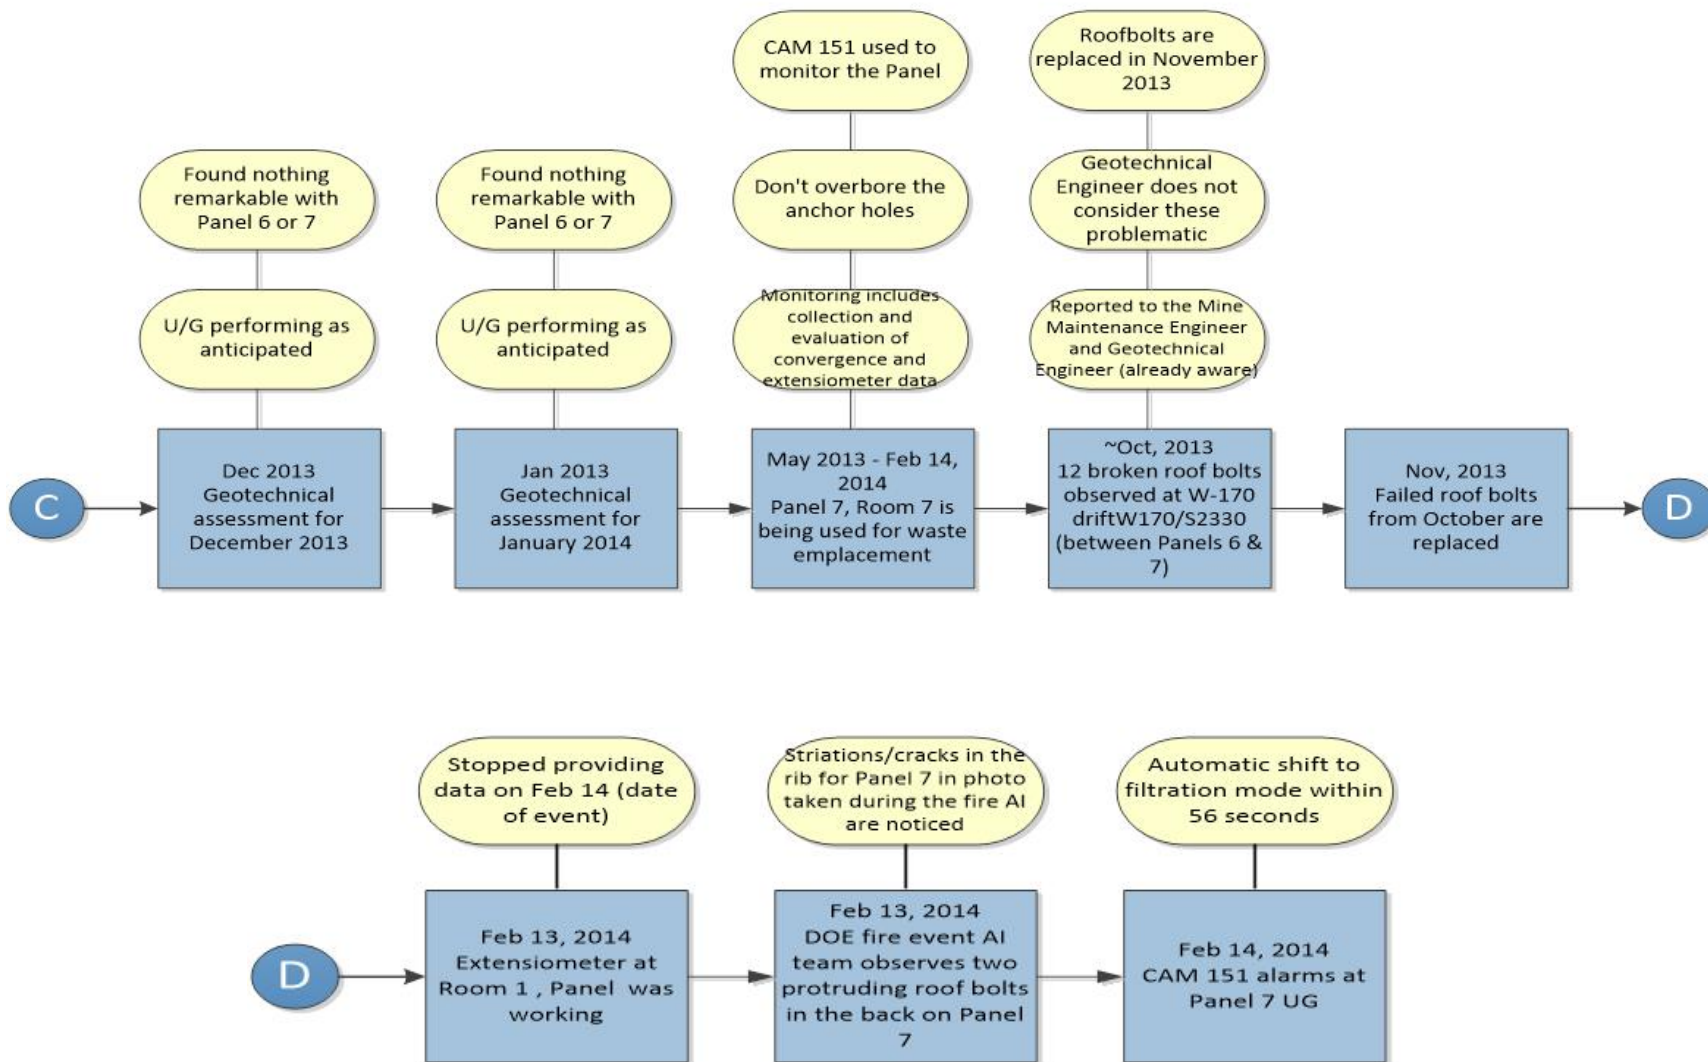 CAM 151 used to
monitor the Panel
Roofbolts are
replaced in November
2013
Found nothing
remarkable with
Panel 6 or 7
Found nothing
remarkable with
Panel 6 or 7
Don't overbore the
anchor holes
Geotechnical
Engineer does not
consider these
problematic
U/G performing as
anticipated
U/G performing as
anticipated
Monitoring includes
collection and
evaluation of
convergence and
extensiometer data
Reported to the Mine
Maintenance Engineer
and Geotechnical
Engineer (already aware)
C
Dec 2013
Geotechnical
assessment for
December 2013
Jan 2013
Geotechnical
assessment for
January 2014
May 2013 - Feb 14,
2014
Panel 7, Room 7 is
being used for waste
emplacement
~Oct, 2013
12 broken roof bolts
observed at W-170
driftW170/S2330
(between Panels 6 &
7)
Nov, 2013
Failed roof bolts
from October are
replaced
D
Stopped providing
data on Feb 14 (date
of event)
Striations/cracks in the
rib for Panel 7 in photo
taken during the fire AI
are noticed
Automatic shift to
filtration mode within
56 seconds
D
Feb 13, 2014
Extensiometer at
Room 1 , Panel was
working
Feb 13, 2014
DOE fire event AI
team observes two
protruding roof bolts
in the back on Panel
7
Feb 14, 2014
CAM 151 alarms at
Panel 7 UG